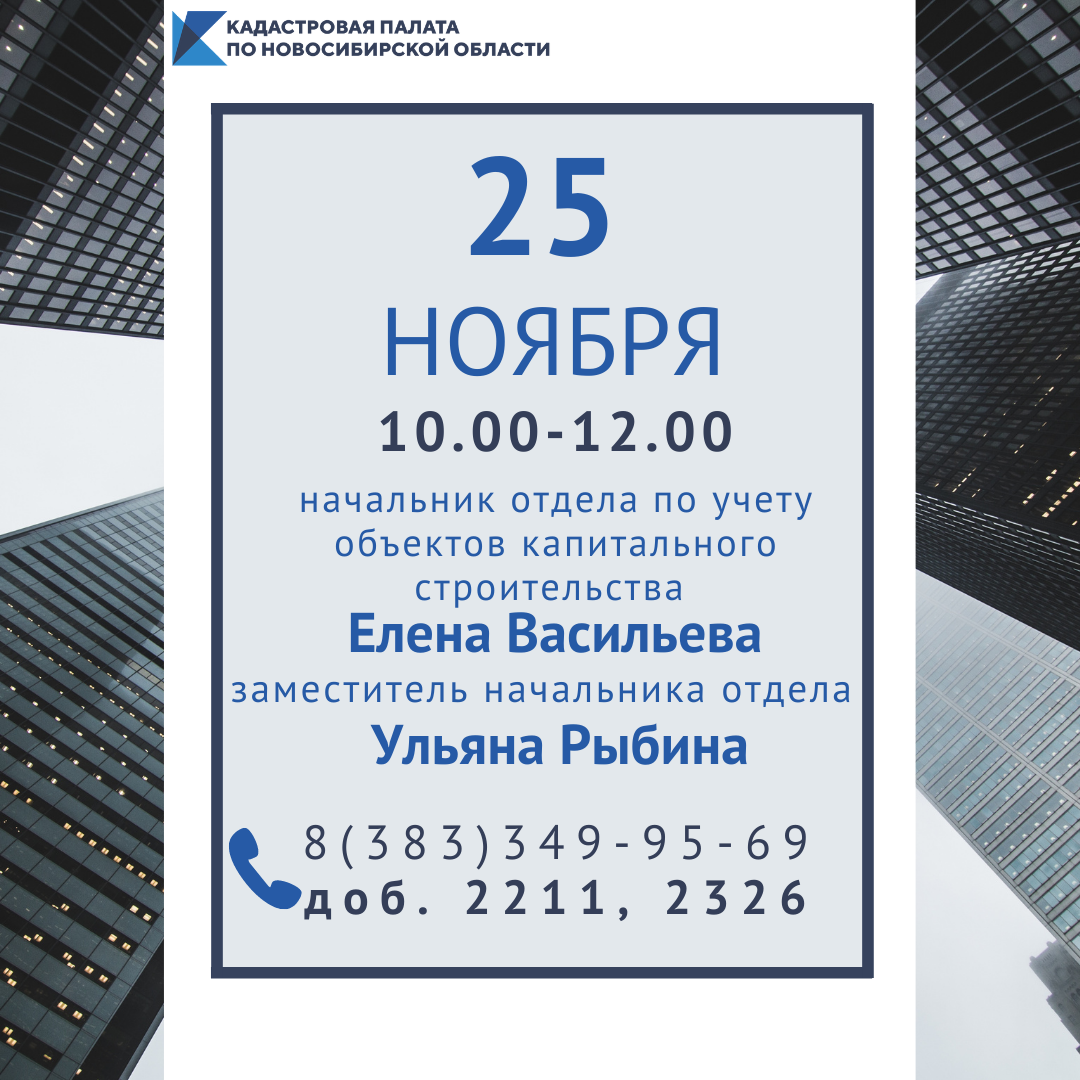 КАДАСТРОВАЯ ПАЛАТА
ПО НОВОСИБИРСКОЙ ОБЛАСТИ
25
НОЯБРЯ
10.00-12.00
начальник отдела по учету
объектов капитального
строительства
Елена Васильева
заместитель начальника отдела
Ульяна Рыбина
8(383)349-95-69
доб. 2211, 2326